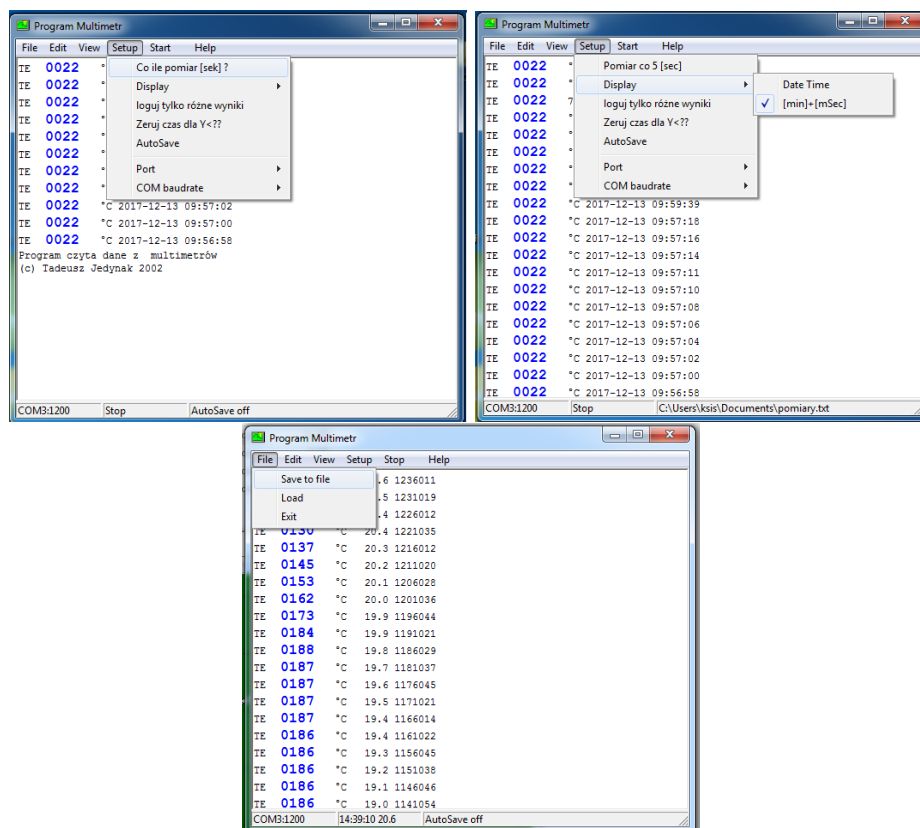 Program Multimetr
File Edit View Setup Start Help
TE 0022 ° Co ile pomiar [sek] ?
TE 0022 ° Display
TE 0022 ° loguj tylko różne wyniki
TE 0022 ° Zeruj czas dla Y<??
TE 0022 ° AutoSave
TE 0022 °
TE 0022 ° Port
TE 0022 ° COM baudrate
TE 0022 °C 2017-12-13 09:57:02
TE 0022 °C 2017-12-13 09:57:00
TE 0022 °C 2017-12-13 09:56:58
Program czyta dane z multimetrów
(c) Tadeusz Jedynak 2002
COM3:1200 Stop AutoSave off
Program Multimetr
File Edit View Setup Start Help
TE 0022 ° Pomiar co 5 [sec]
TE 0022 ° Display Date Time
TE 0022 7 loguj tylko różne wyniki [min]+[mSec]
TE 0022 ° Zeruj czas dla Y<??
TE 0022 ° AutoSave
TE 0022 °
TE 0022 ° Port
TE 0022 ° COM baudrate
TE 0022 °C 2017-12-13 09:59:39
TE 0022 °C 2017-12-13 09:57:18
TE 0022 °C 2017-12-13 09:57:16
TE 0022 °C 2017-12-13 09:57:14
TE 0022 °C 2017-12-13 09:57:11
TE 0022 °C 2017-12-13 09:57:10
TE 0022 °C 2017-12-13 09:57:08
TE 0022 °C 2017-12-13 09:57:06
TE 0022 °C 2017-12-13 09:57:04
TE 0022 °C 2017-12-13 09:57:02
TE 0022 °C 2017-12-13 09:57:00
TE 0022 °C 2017-12-13 09:56:58
COM3:1200 Stop C:\Users\ksis\Documents\pomiary.txt
Program Multimetr
File Edit View Setup Stop Help
Save to file .6 1236011
Load .5 1231019
Exit .4 1226012
TE 0130 °C 20.4 1221035
TE 0137 °C 20.3 1216012
TE 0145 °C 20.2 1211020
TE 0153 °C 20.1 1206028
TE 0162 °C 20.0 1201036
TE 0173 °C 19.9 1196044
TE 0184 °C 19.9 1191021
TE 0188 °C 19.8 1186029
TE 0187 °C 19.7 1181037
TE 0187 °C 19.6 1176045
TE 0187 °C 19.5 1171021
TE 0187 °C 19.4 1166014
TE 0186 °C 19.4 1161022
TE 0186 °C 19.3 1156045
TE 0186 °C 19.2 1151038
TE 0186 °C 19.1 1146046
TE 0186 °C 19.0 1141054
COM3:1200 14:39:10 20.6 AutoSave off